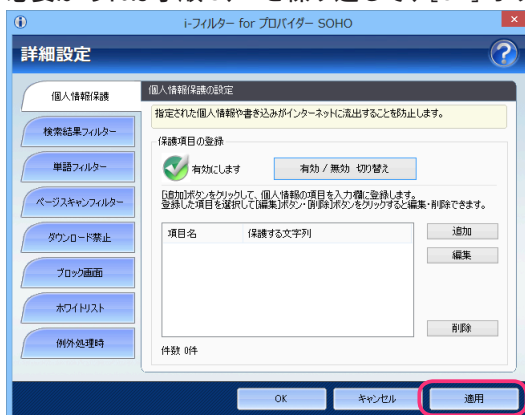 i-フィルター for プロバイダー SOHO
詳細設定
個人情報保護
検索結果フィルター
単語フィルター
ページスキャンフィルター
ダウンロード禁止
ブロック画面
ホワイトリスト
例外処理時
個人情報保護の設定
指定された個人情報や書き込みがインターネットに流出することを防止します。
保護項目の登録
有効にします
有効 / 無効 切り替え
[追加]ボタンをクリックして、個人情報の項目を入力欄に登録します。
登録した項目を選択して[編集]ボタン・[削除]ボタンをクリックすると編集・削除できます。
項目名 保護する文字列
追加
編集
削除
件数 0件
OK キャンセル 適用